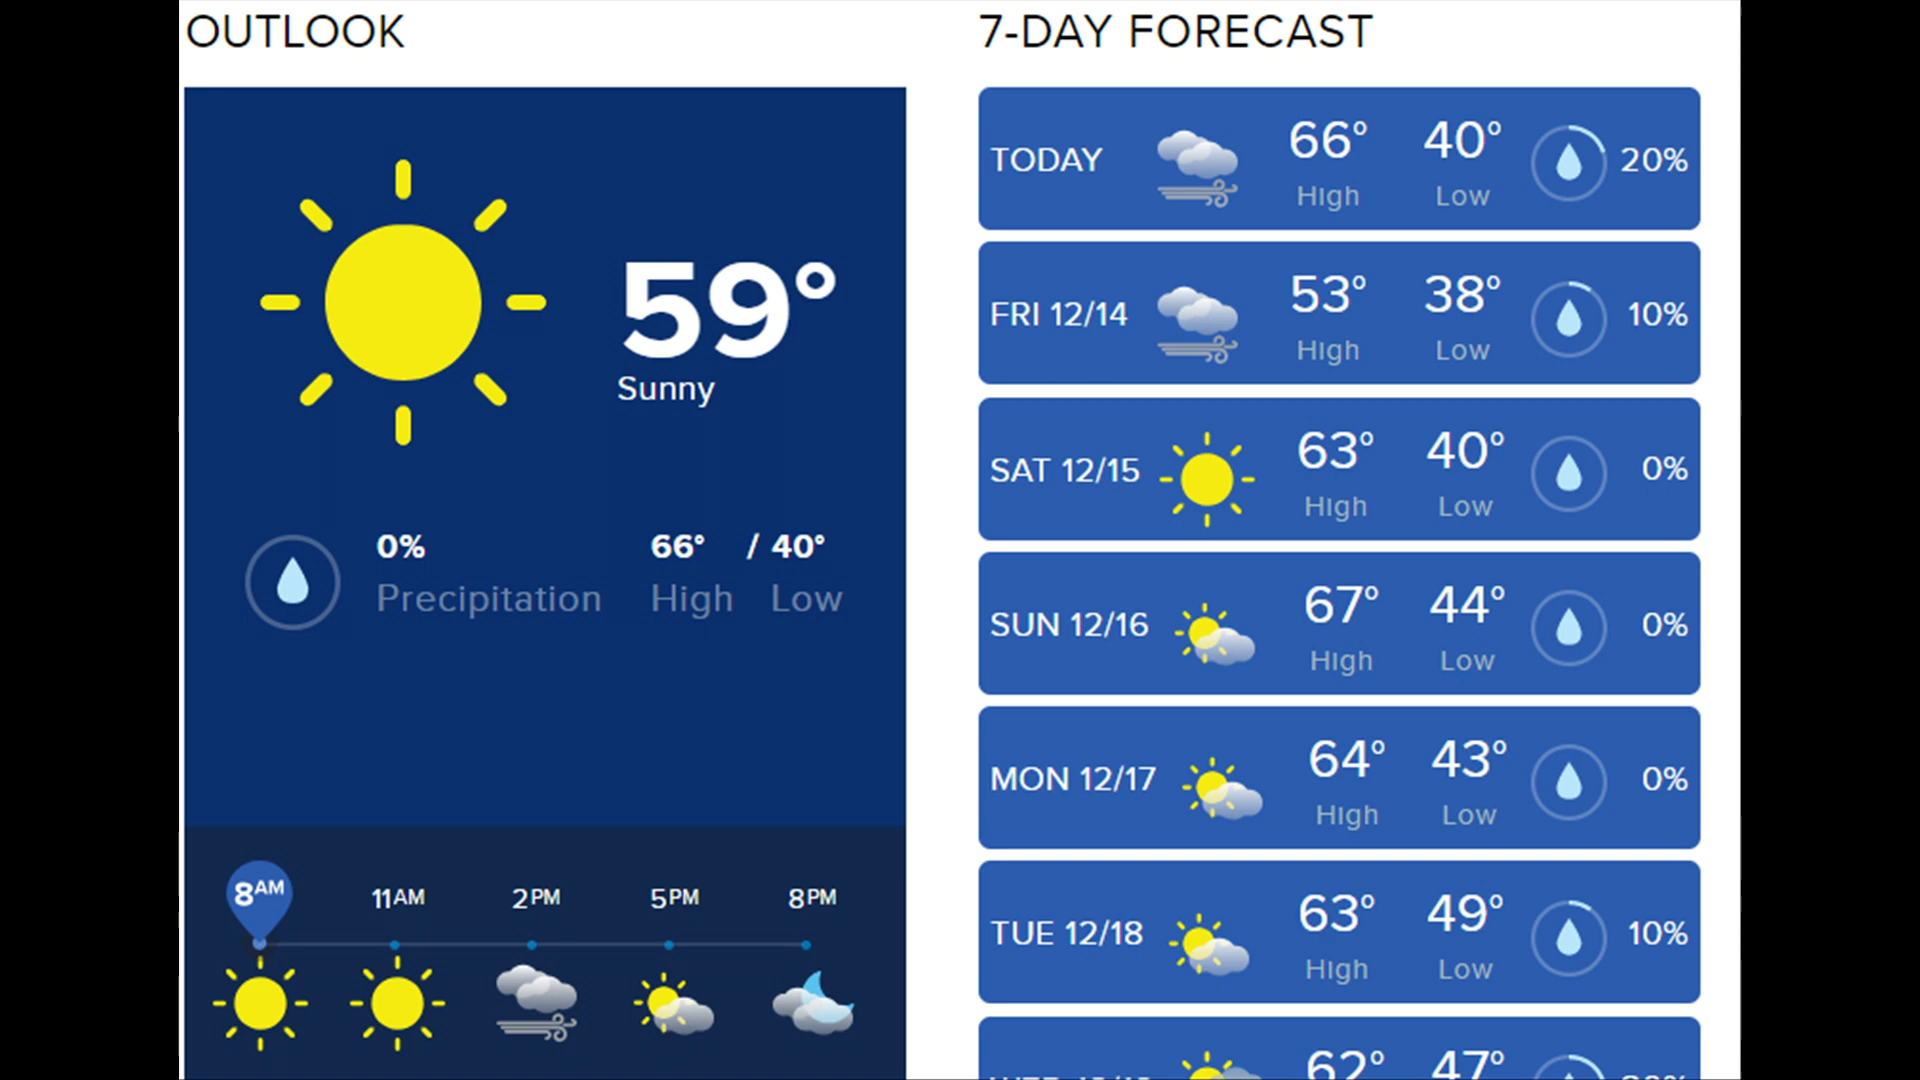 OUTLOOK
59°
Sunny
0%
Precipitation
66° / 40°
High Low
8AM 11AM 2PM 5PM 8PM
7-DAY FORECAST
TODAY 66° High 40° Low 20%
FRI 12/14 53° High 38° Low 10%
SAT 12/15 63° High 40° Low 0%
SUN 12/16 67° High 44° Low 0%
MON 12/17 64° High 43° Low 0%
TUE 12/18 63° High 49° Low 10%
62° 47°